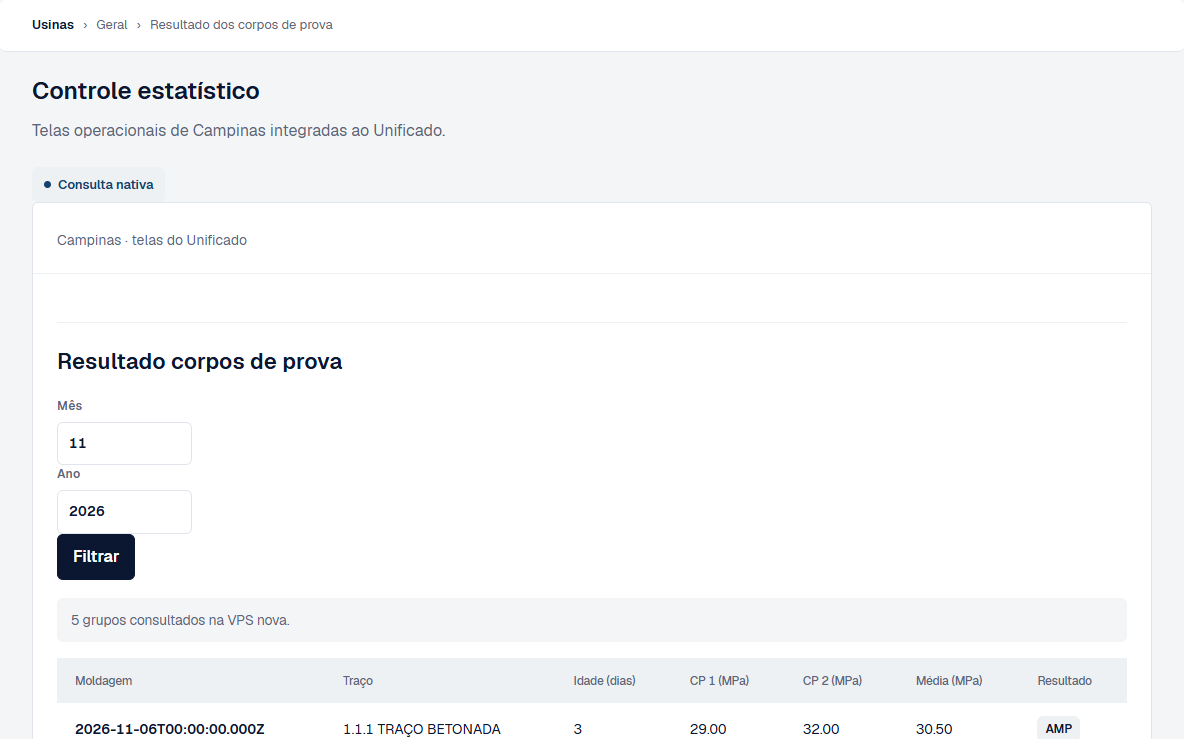 Usinas › Geral › Resultado dos corpos de prova
Controle estatístico
Telas operacionais de Campinas integradas ao Unificado.
Consulta nativa
Campinas · telas do Unificado
Resultado corpos de prova
Mês
11
Ano
2026
Filtrar
5 grupos consultados na VPS nova.
Moldagem Traço Idade (dias) CP 1 (MPa) CP 2 (MPa) Média (MPa) Resultado
2026-11-06T00:00:00.000Z 1.1.1 TRAÇO BETONADA 3 29.00 32.00 30.50 AMP